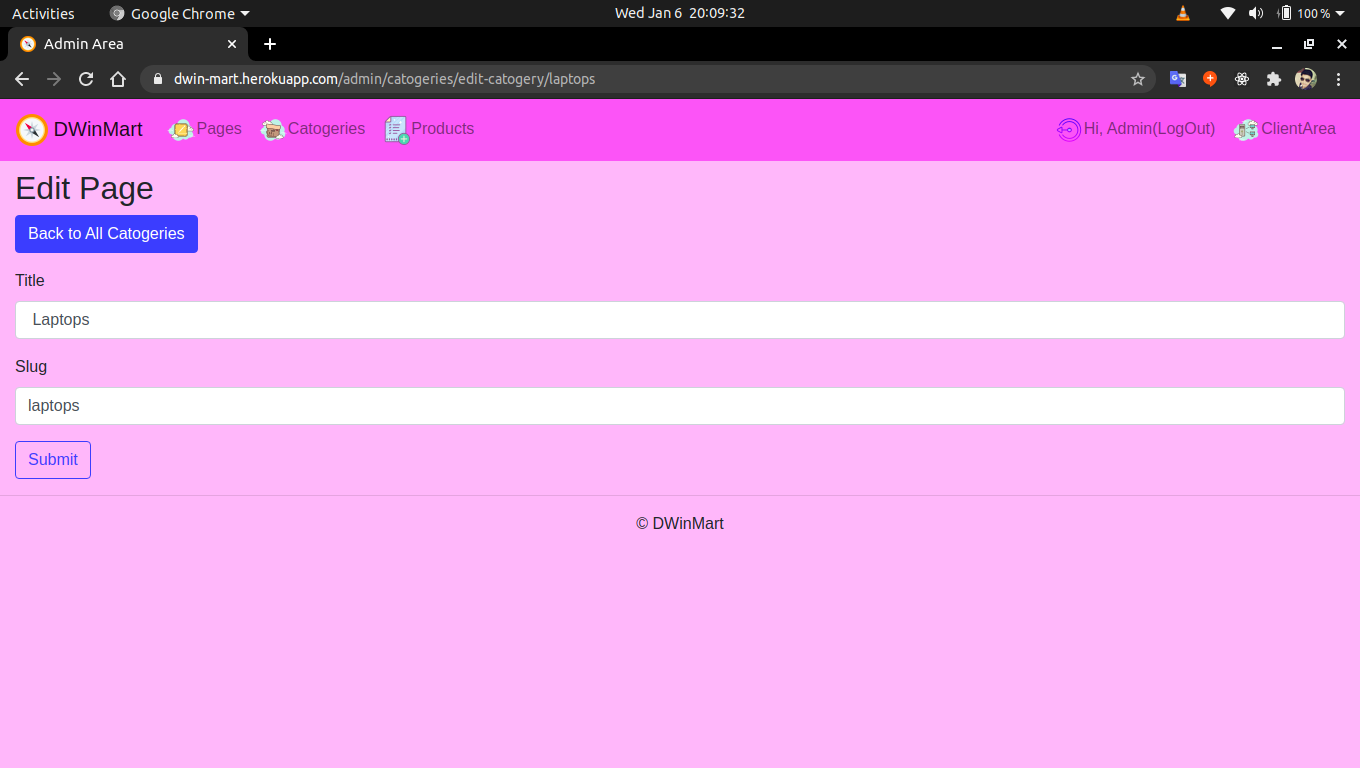 Activities Google Chrome Wed Jan 6 20:09:32 100 %
Admin Area
dwin-mart.herokuapp.com/admin/catogeries/edit-catogery/laptops
DWinMart Pages Catogeries Products Hi, Admin(LogOut) ClientArea
Edit Page
Back to All Catogeries
Title
Laptops
Slug
laptops
Submit
© DWinMart